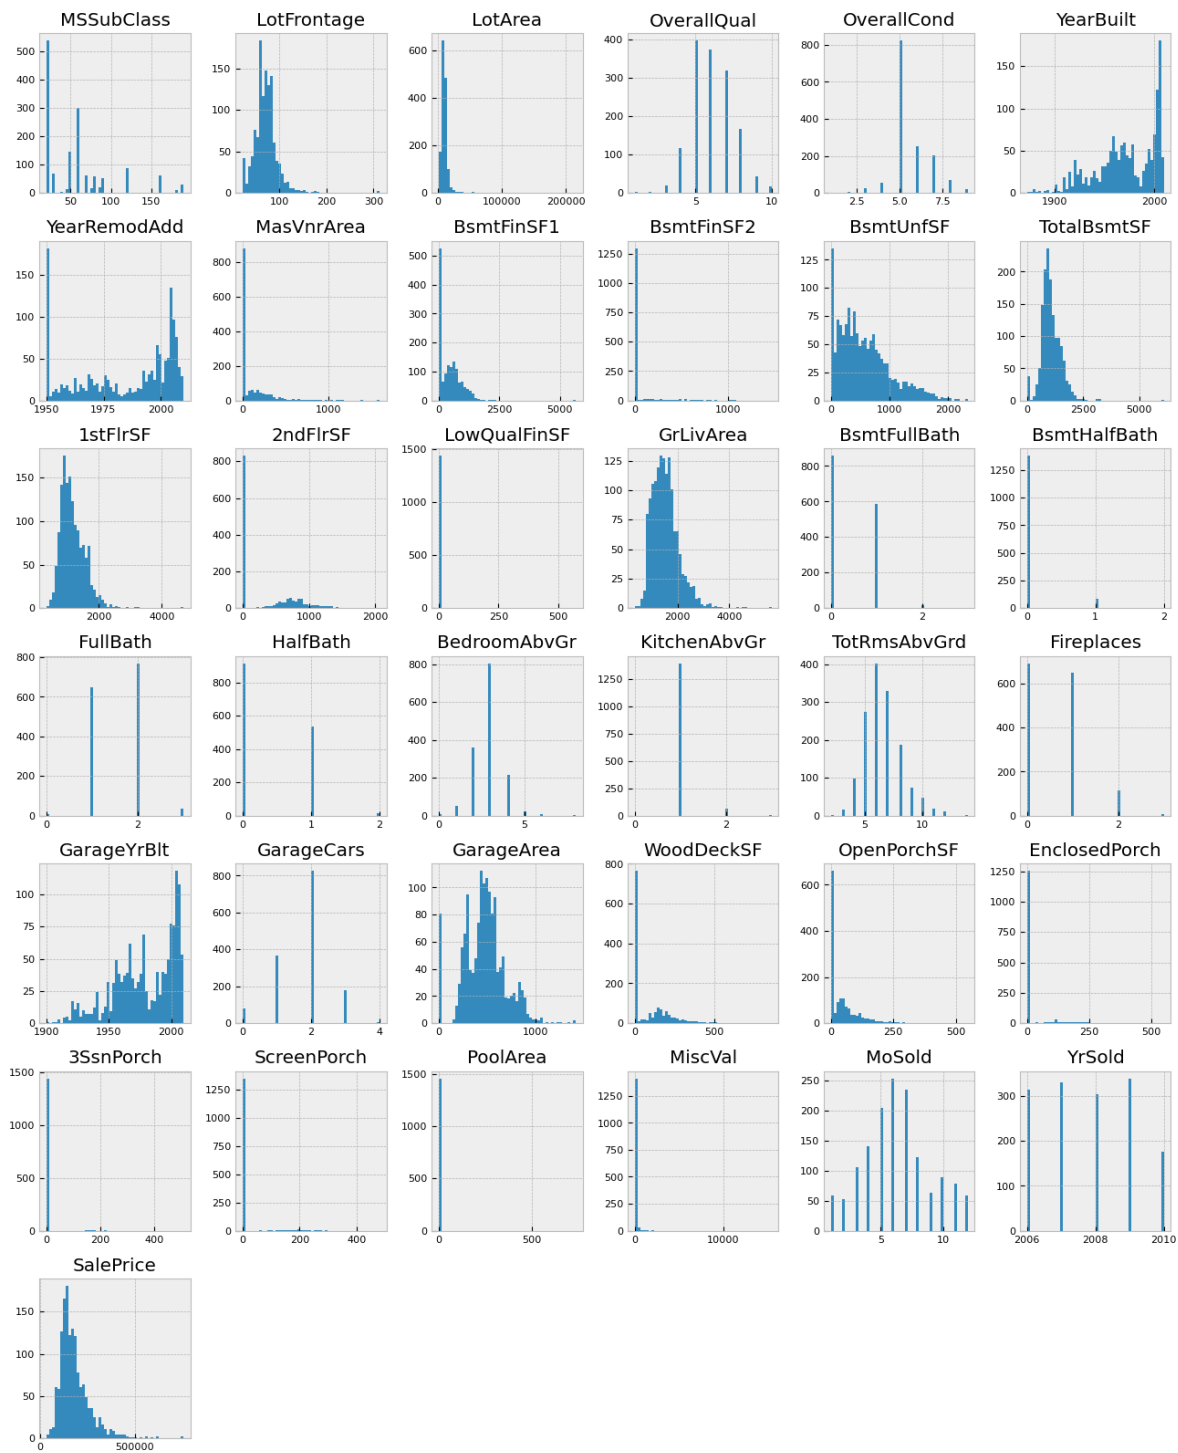 MSSubClass LotFrontage LotArea OverallQual OverallCond YearBuilt
500 400 300 200 100 0
150 100 50 0
600 400 200 0
400 300 200 100 0
800 600 400 200 0
150 100 50 0
50 100 150
0 100 200 300
0 100000 200000
5 10
2.5 5.0 7.5
1900 2000
YearRemodAdd MasVnrArea BsmtFinSF1 BsmtFinSF2 BsmtUnfSF TotalBsmtSF
150 100 50 0
800 600 400 200 0
500 400 300 200 100 0
1250 1000 750 500 250 0
125 100 75 50 25 0
200 150 100 50 0
1950 1975 2000
0 1000
0 2500 5000
0 1000
0 1000 2000
0 2500 5000
1stFlrSF 2ndFlrSF LowQualFinSF GrLivArea BsmtFullBath BsmtHalfBath
150 100 50 0
800 600 400 200 0
1500 1000 500 0
125 100 75 50 25 0
800 600 400 200 0
1250 1000 750 500 250 0
2000 4000
0 1000 2000
0 250 500
2000 4000
0 2
0 1 2
FullBath HalfBath BedroomAbvGr KitchenAbvGr TotRmsAbvGrd Fireplaces
800 600 400 200 0
800 600 400 200 0
800 600 400 200 0
1250 1000 750 500 250 0
400 300 200 100 0
600 400 200 0
0 2
0 1 2
0 5
0 2
5 10
0 2
GarageYrBlt GarageCars GarageArea WoodDeckSF OpenPorchSF EnclosedPorch
100 75 50 25 0
800 600 400 200 0
100 80 60 40 20 0
800 600 400 200 0
600 400 200 0
1250 1000 750 500 250 0
1900 1950 2000
0 2 4
0 1000
0 500
0 250 500
0 250 500
3SsnPorch ScreenPorch PoolArea MiscVal MoSold YrSold
1500 1000 500 0
1250 1000 750 500 250 0
1500 1000 500 0
1250 1000 750 500 250 0
250 200 150 100 50 0
300 200 100 0
0 200 400
0 200 400
0 500
0 10000
5 10
2006 2008 2010
SalePrice
150 100 50 0
0 500000